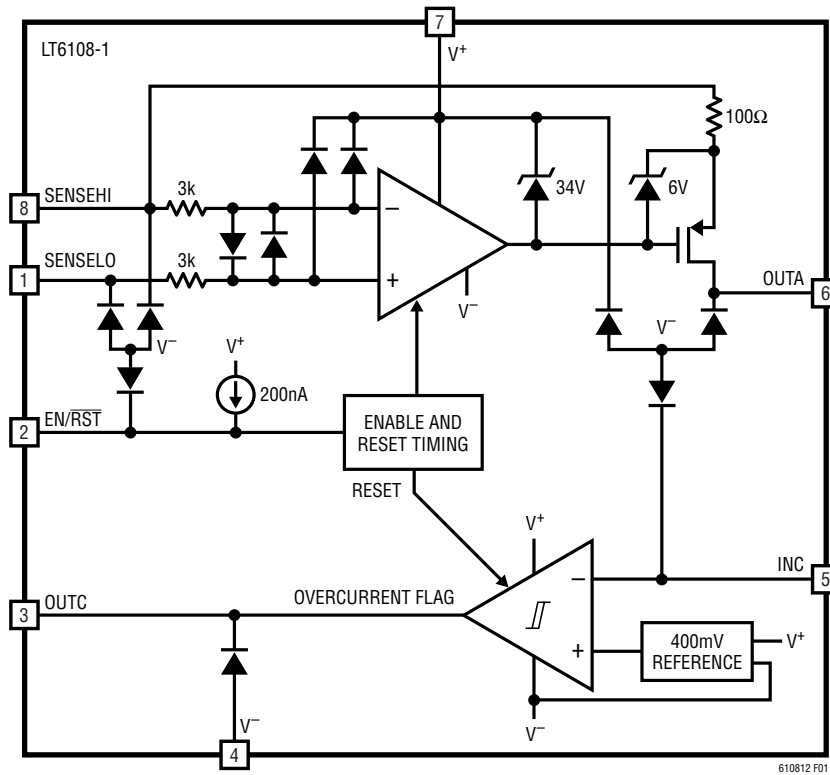 7
LT6108-1
V+
100Ω
34V
6V
8
SENSEHI
3k
−
1
SENSELO
3k
+
V−
OUTA
6
V−
V−
V+
200nA
2
EN/RST
ENABLE AND
RESET TIMING
RESET
V+
INC
5
−
3
OUTC
OVERCURRENT FLAG
+
400mV
REFERENCE
V+
V−
V−
4
610812 F01